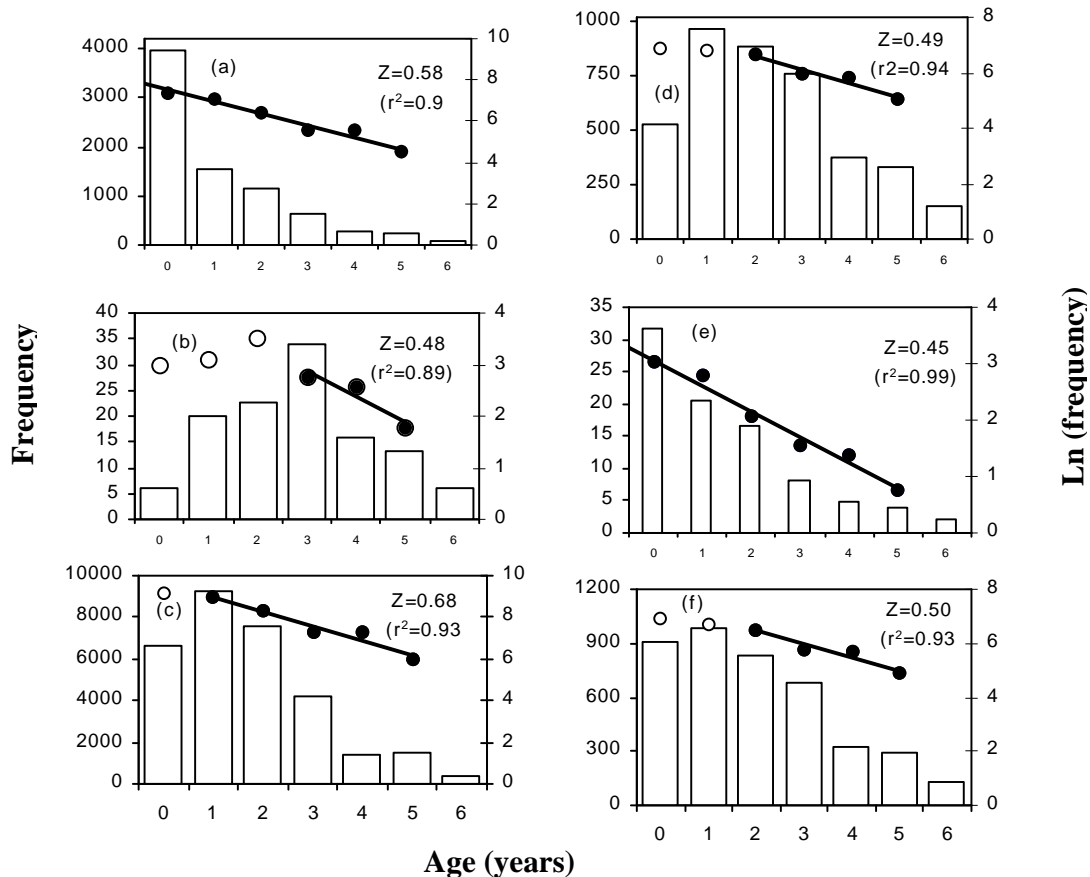 Frequency
Ln (frequency)
Age (years)
(a)
Z=0.58
(r²=0.9
4000
3000
2000
1000
0
10
8
6
4
2
0
0 1 2 3 4 5 6
(d)
Z=0.49
(r2=0.94
1000
750
500
250
0
8
6
4
2
0
0 1 2 3 4 5 6
(b)
Z=0.48
(r²=0.89)
40
35
30
25
20
15
10
5
0
4
3
2
1
0
0 1 2 3 4 5 6
(e)
Z=0.45
(r²=0.99)
35
30
25
20
15
10
5
0
4
3
2
1
0
0 1 2 3 4 5 6
(c)
Z=0.68
(r²=0.93
10000
8000
6000
4000
2000
0
10
8
6
4
2
0
0 1 2 3 4 5 6
(f)
Z=0.50
(r²=0.93
1200
900
600
300
0
8
6
4
2
0
0 1 2 3 4 5 6